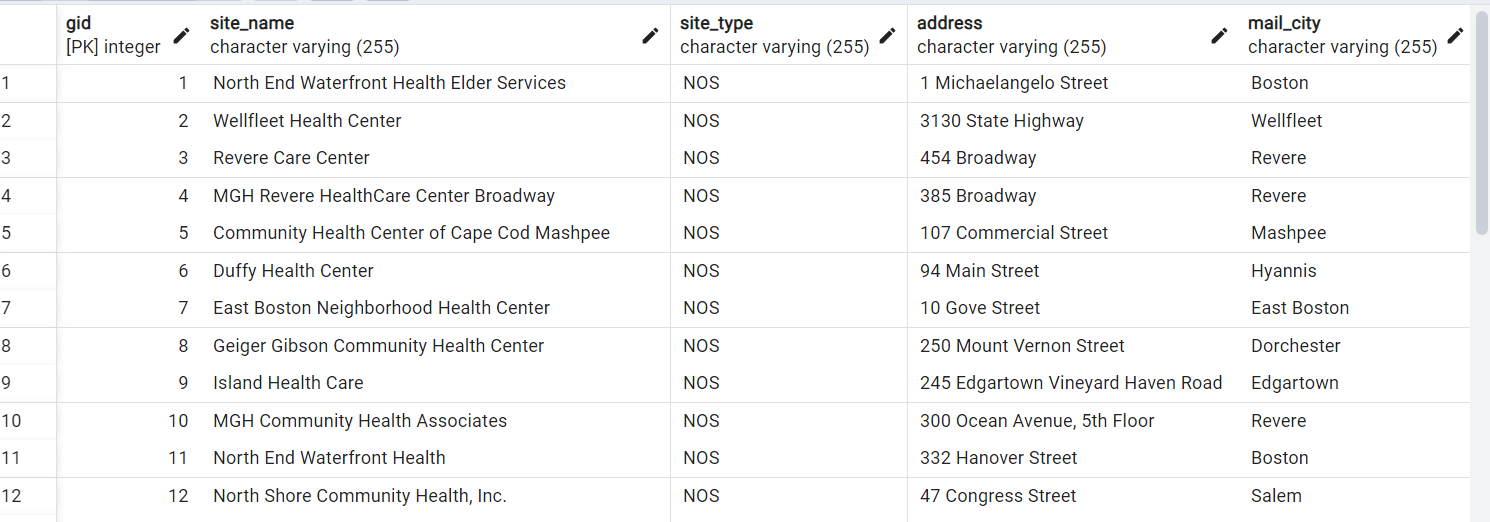 gid site_name site_type address mail_city
[PK] integer character varying (255) character varying (255) character varying (255) character varying (255)
1 1 North End Waterfront Health Elder Services NOS 1 Michaelangelo Street Boston
2 2 Wellfleet Health Center NOS 3130 State Highway Wellfleet
3 3 Revere Care Center NOS 454 Broadway Revere
4 4 MGH Revere HealthCare Center Broadway NOS 385 Broadway Revere
5 5 Community Health Center of Cape Cod Mashpee NOS 107 Commercial Street Mashpee
6 6 Duffy Health Center NOS 94 Main Street Hyannis
7 7 East Boston Neighborhood Health Center NOS 10 Gove Street East Boston
8 8 Geiger Gibson Community Health Center NOS 250 Mount Vernon Street Dorchester
9 9 Island Health Care NOS 245 Edgartown Vineyard Haven Road Edgartown
10 10 MGH Community Health Associates NOS 300 Ocean Avenue, 5th Floor Revere
11 11 North End Waterfront Health NOS 332 Hanover Street Boston
12 12 North Shore Community Health, Inc. NOS 47 Congress Street Salem